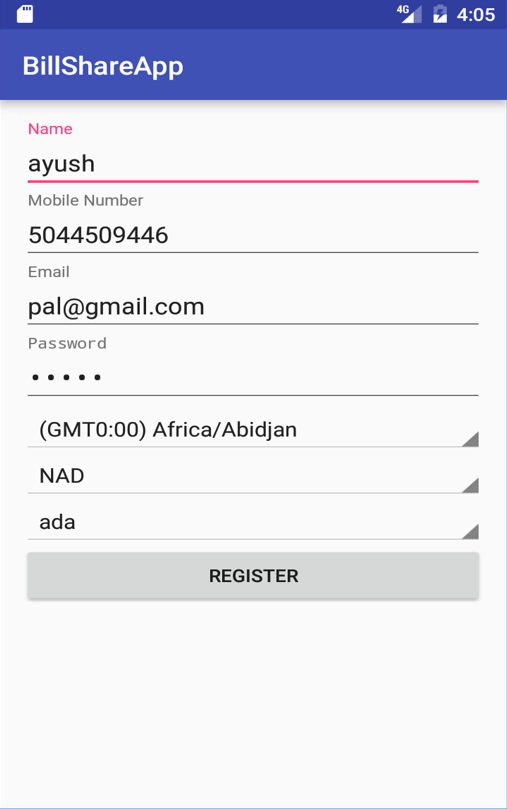 4G 4:05
BillShareApp
Name
ayush
Mobile Number
5044509446
Email
pal@gmail.com
Password
•••••
(GMT0:00) Africa/Abidjan
NAD
ada
REGISTER